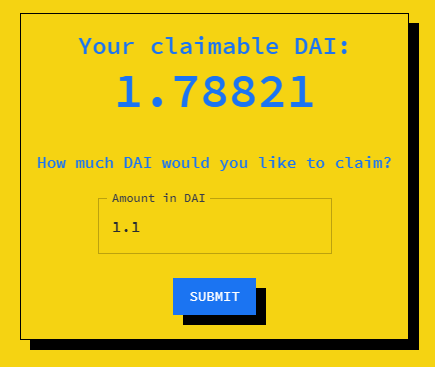 Your claimable DAI:
1.78821
How much DAI would you like to claim?
Amount in DAI
1.1
SUBMIT